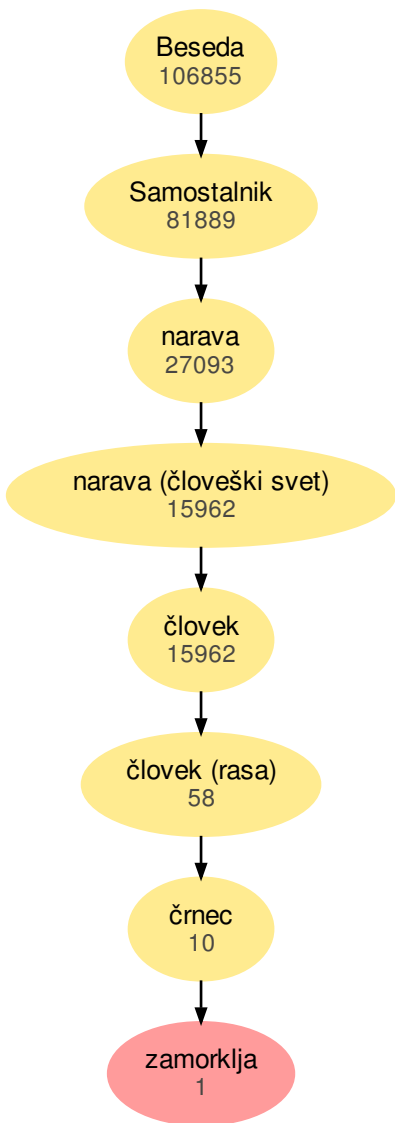 Beseda
106855
Samostalnik
81889
narava
27093
narava (človeški svet)
15962
človek
15962
človek (rasa)
58
črnec
10
zamorklja
1